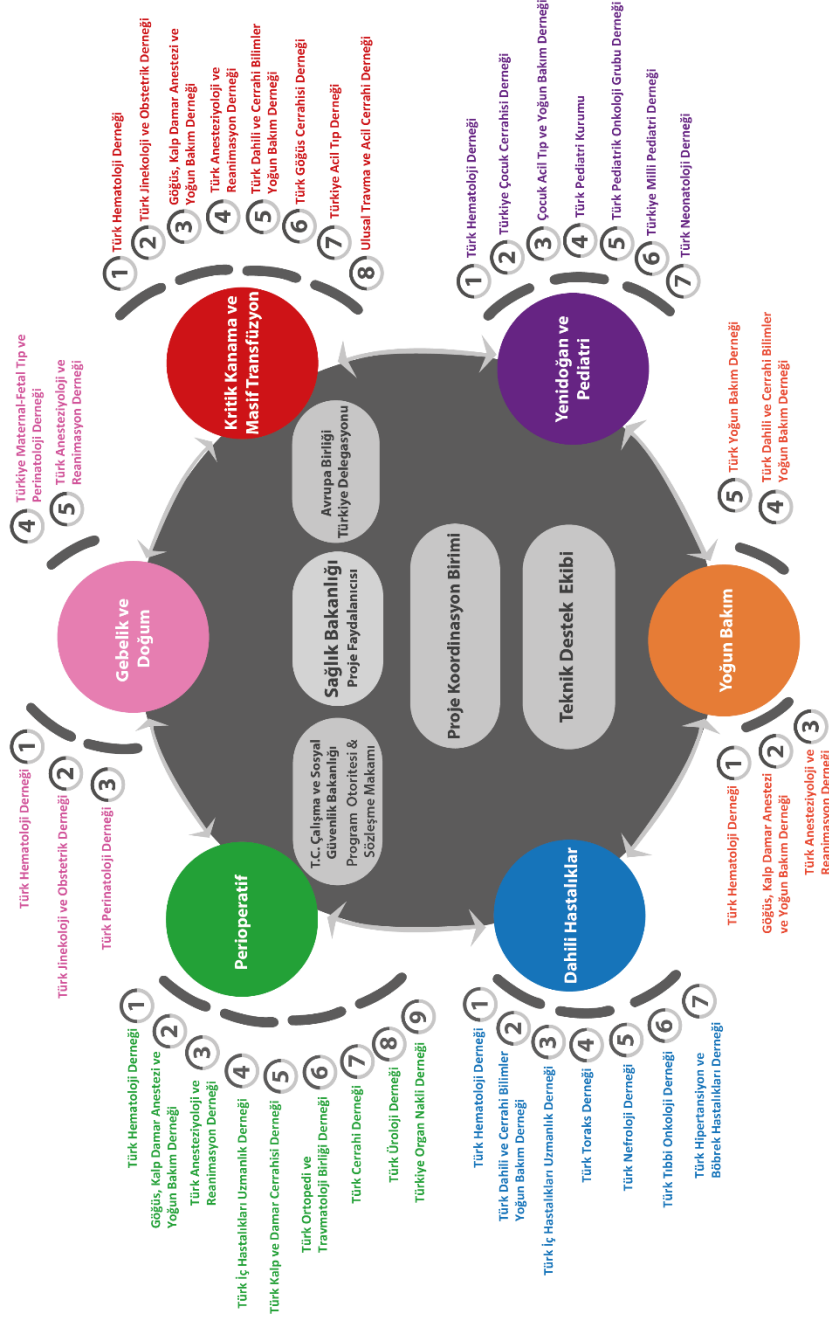 Gebelik ve
Doğum
1
Türk Hematoloji Derneği
2
Türk Jinekoloji ve Obstetrik Derneği
3
Türk Perinatoloji Derneği
4
Türkiye Maternal-Fetal Tıp ve
Perinatoloji Derneği
5
Türk Anesteziyoloji ve
Reanimasyon Derneği
Kritik Kanama ve
Masif Transfüzyon
1
Türk Hematoloji Derneği
2
Türk Jinekoloji ve Obstetrik Derneği
3
Göğüs, Kalp Damar Anestezi ve
Yoğun Bakım Derneği
4
Türk Anesteziyoloji ve
Reanimasyon Derneği
5
Türk Dahili ve Cerrahi Bilimler
Yoğun Bakım Derneği
6
Türk Göğüs Cerrahisi Derneği
7
Türkiye Acil Tıp Derneği
8
Ulusal Travma ve Acil Cerrahi Derneği
Yenidoğan ve
Pediatri
1
Türk Hematoloji Derneği
2
Türkiye Çocuk Cerrahisi Derneği
3
Çocuk Acil Tıp ve Yoğun Bakım Derneği
4
Türk Pediatri Kurumu
5
Türk Pediatrik Onkoloji Grubu Derneği
6
Türkiye Milli Pediatri Derneği
7
Türk Neonatoloji Derneği
Yoğun Bakım
1
Türk Hematoloji Derneği
2
Göğüs, Kalp Damar Anestezi
ve Yoğun Bakım Derneği
3
Türk Anesteziyoloji ve
Reanimasyon Derneği
4
Türk Dahili ve Cerrahi Bilimler
Yoğun Bakım Derneği
5
Türk Yoğun Bakım Derneği
Dahili Hastalıklar
1
Türk Hematoloji Derneği
2
Türk Dahili ve Cerrahi Bilimler
Yoğun Bakım Derneği
3
Türk İç Hastalıkları Uzmanlık Derneği
4
Türk Toraks Derneği
5
Türk Nefroloji Derneği
6
Türk Tıbbi Onkoloji Derneği
7
Türk Hipertansiyon ve
Böbrek Hastalıkları Derneği
Perioperatif
1
Türk Hematoloji Derneği
2
Göğüs, Kalp Damar Anestezi ve
Yoğun Bakım Derneği
3
Türk Anesteziyoloji ve
Reanimasyon Derneği
4
Türk İç Hastalıkları Uzmanlık Derneği
5
Türk Kalp ve Damar Cerrahisi Derneği
6
Türk Ortopedi ve
Travmatoloji Birliği Derneği
7
Türk Cerrahi Derneği
8
Türk Üroloji Derneği
9
Türkiye Organ Nakli Derneği
T.C. Çalışma ve Sosyal
Güvenlik Bakanlığı
Program Otoritesi &
Sözleşme Makamı
Sağlık Bakanlığı
Proje Faydalanıcısı
Avrupa Birliği
Türkiye Delegasyonu
Proje Koordinasyon Birimi
Teknik Destek Ekibi